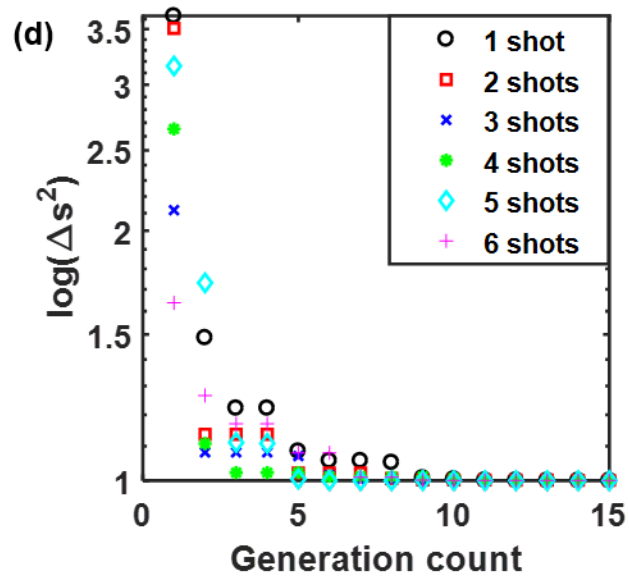 (d)
3.5
3
2.5
2
1.5
1
log(Δs²)
0
5
10
15
Generation count
1 shot
2 shots
3 shots
4 shots
5 shots
6 shots